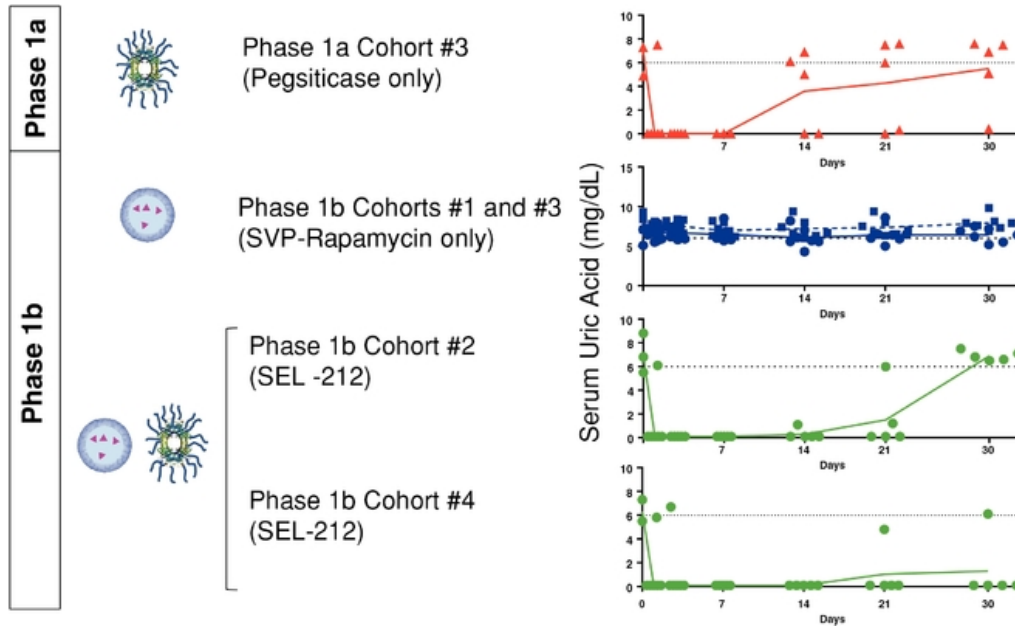 Phase 1a
Phase 1a Cohort #3
(Pegsiticase only)
Phase 1b
Phase 1b Cohorts #1 and #3
(SVP-Rapamycin only)
Phase 1b Cohort #2
(SEL -212)
Phase 1b Cohort #4
(SEL-212)
Serum Uric Acid (mg/dL)
10
8
6
4
2
0
7
14
21
30
Days
15
10
5
0
7
14
21
30
Days
10
8
6
4
2
0
7
14
21
30
Days
10
8
6
4
2
0
0
7
14
21
30
Days